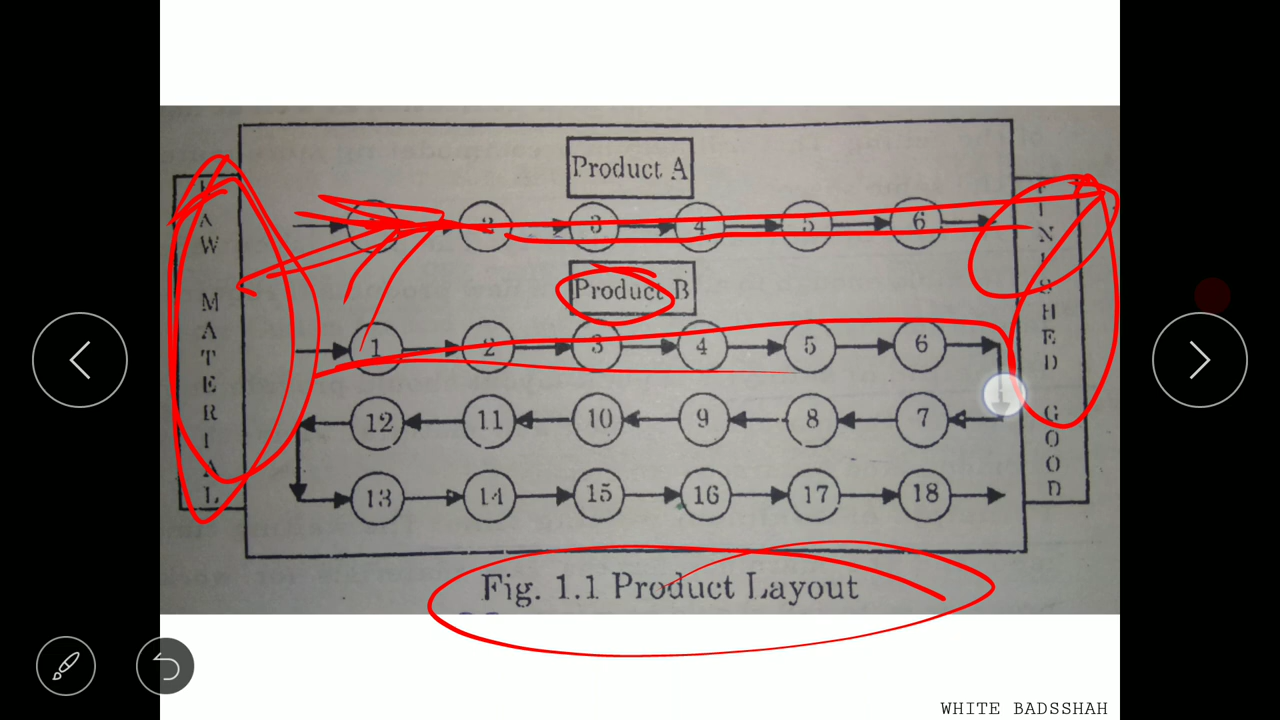 Product A
RAW MATERIAL
2 3 4 5 6
FINISHED GOOD
Product B
1 2 3 4 5 6
12 11 10 9 8 7
13 14 15 16 17 18
Fig. 1.1 Product Layout
WHITE BADSSHAH